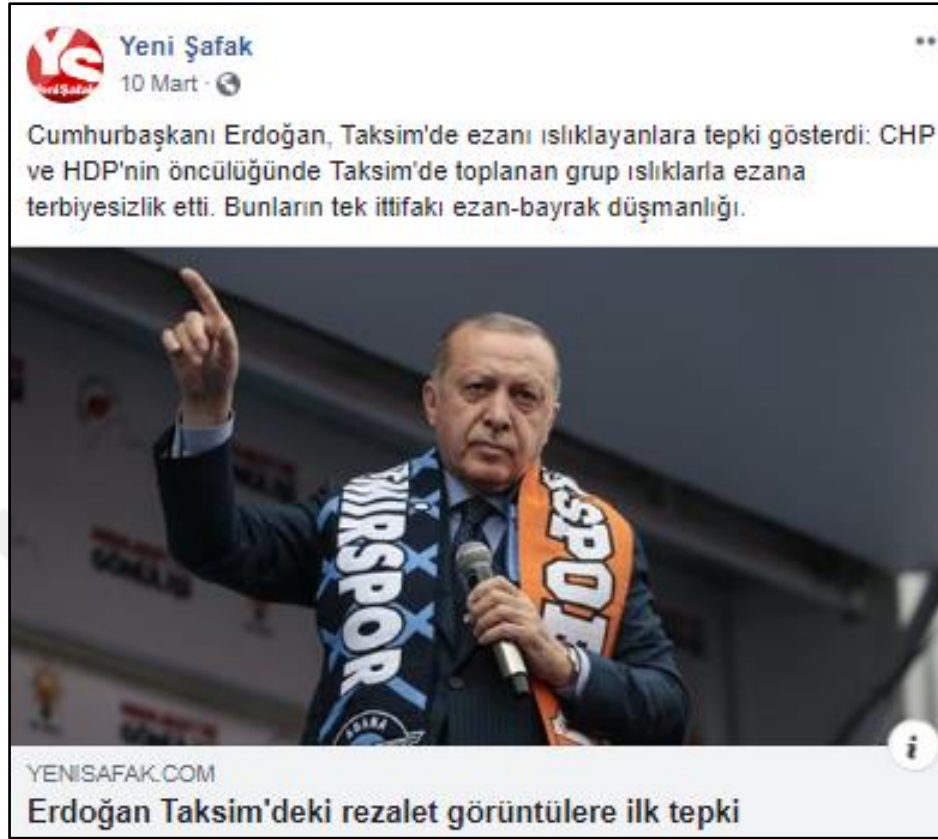 Yeni Şafak
10 Mart
Cumhurbaşkanı Erdoğan, Taksim'de ezanı ıslıklayanlara tepki gösterdi: CHP
ve HDP'nin öncülüğünde Taksim'de toplanan grup ıslıklarla ezana
terbiyesizlik etti. Bunların tek ittifakı ezan-bayrak düşmanlığı.
SPOR
ADANA
YENISAFAK.COM
Erdoğan Taksim'deki rezalet görüntülere ilk tepki